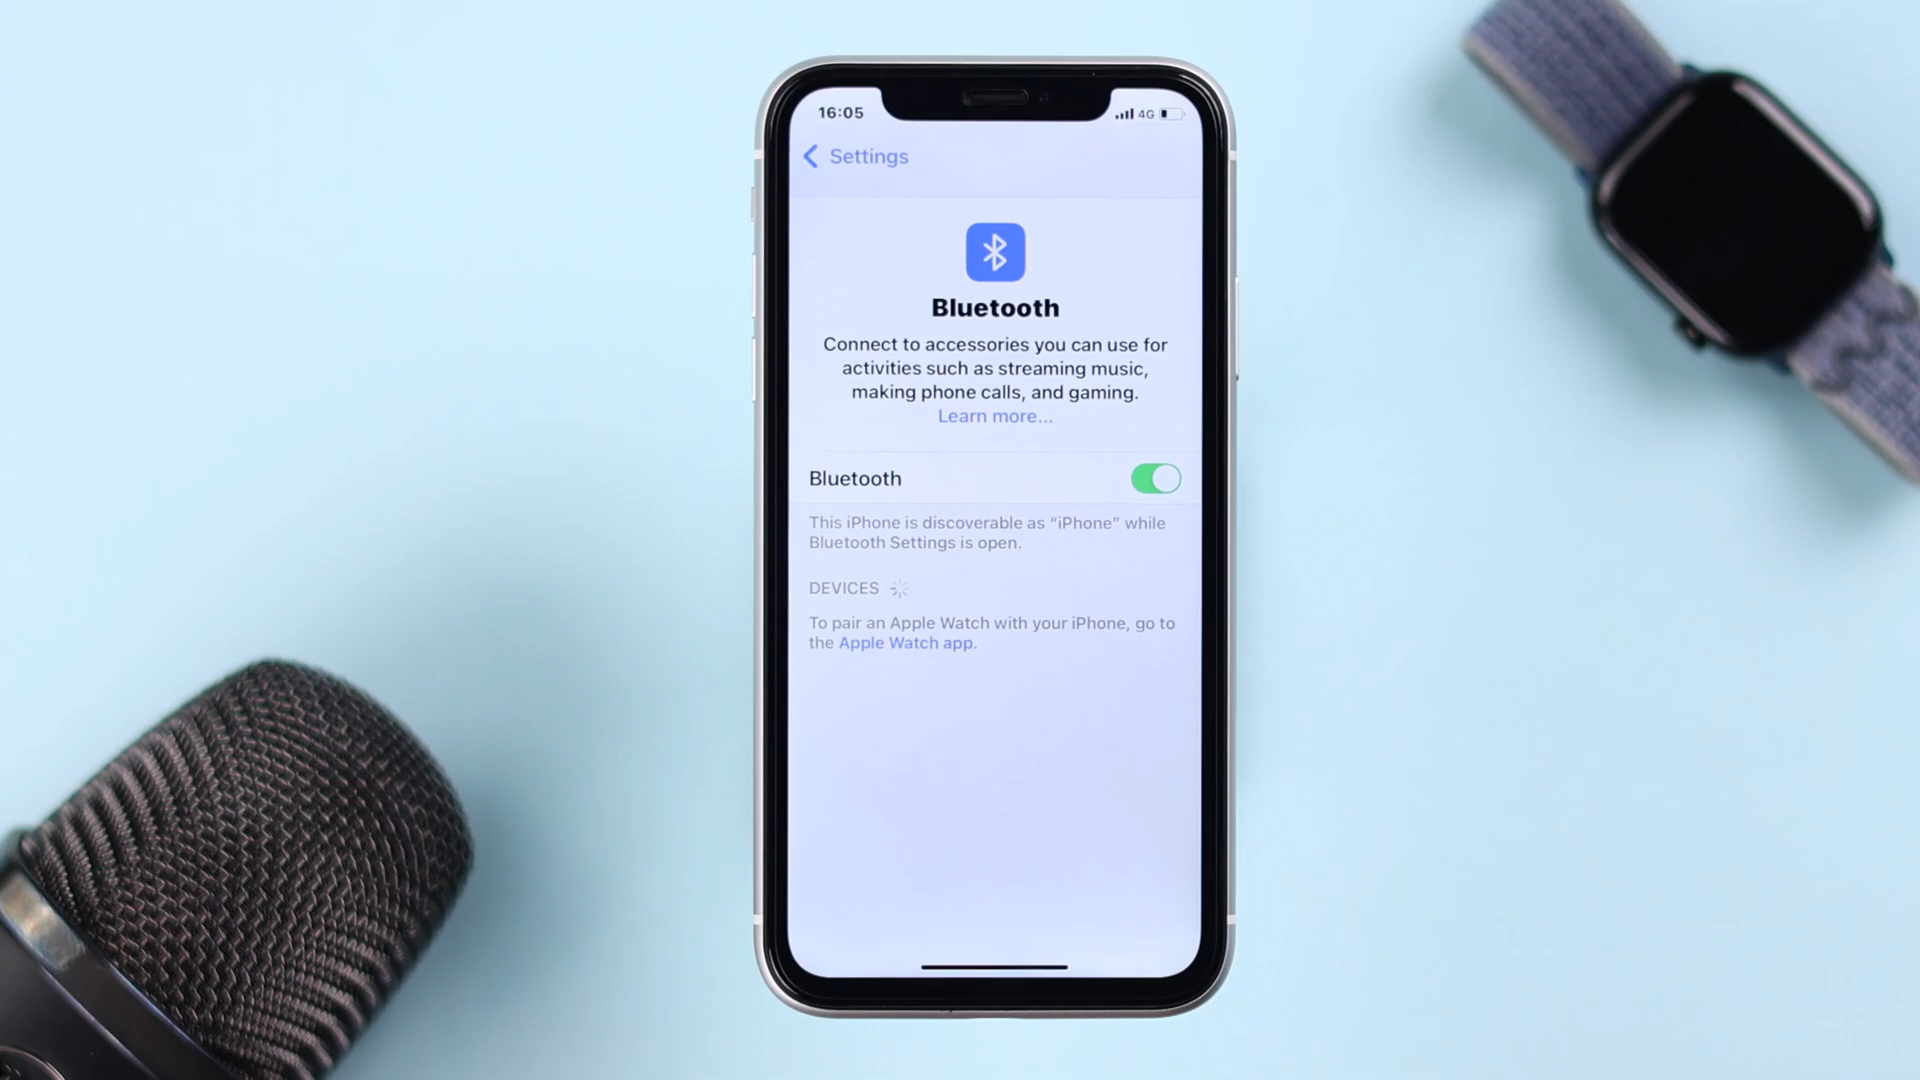 16:05
4G
Settings
Bluetooth
Connect to accessories you can use for
activities such as streaming music,
making phone calls, and gaming.
Learn more...
Bluetooth
This iPhone is discoverable as “iPhone” while
Bluetooth Settings is open.
DEVICES
To pair an Apple Watch with your iPhone, go to
the Apple Watch app.